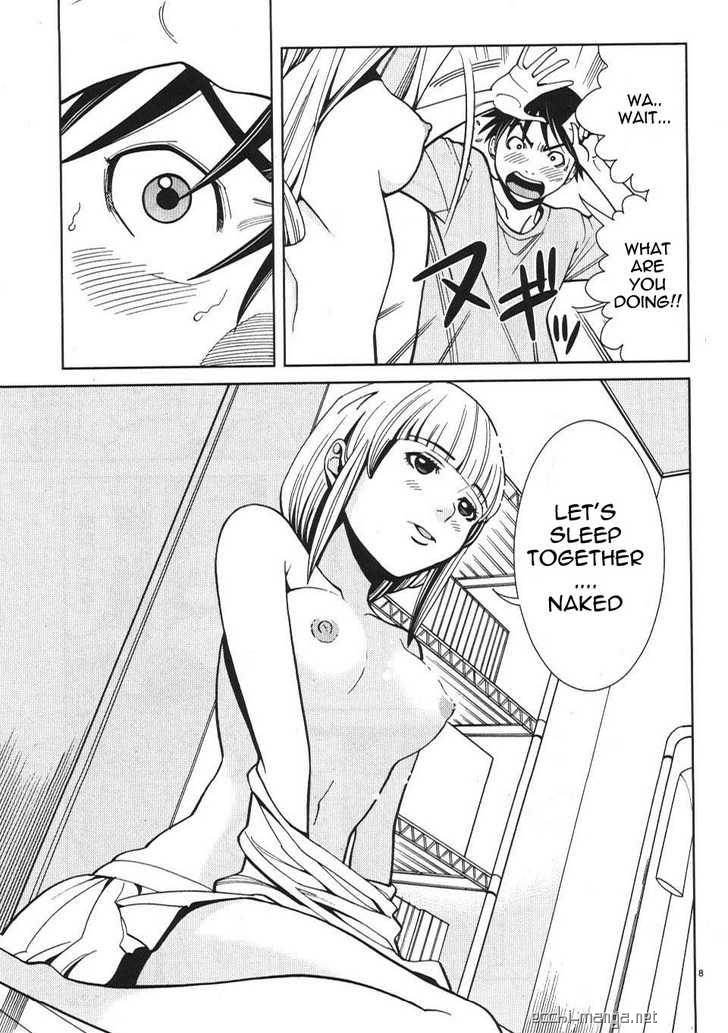 WA..
WAIT...
WHAT
ARE
YOU
DOING!!
ヌギッ
LET'S
SLEEP
TOGETHER
....
NAKED
8
ecchi-manga.net